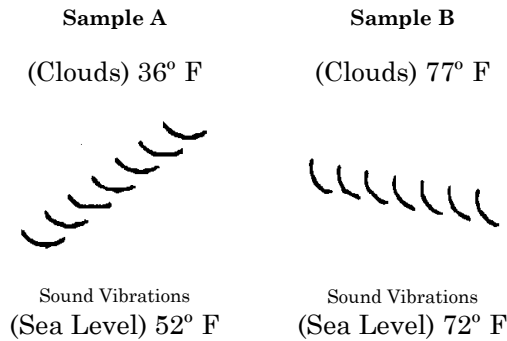 Sample A
(Clouds) 36º F
Sound Vibrations
(Sea Level) 52º F
Sample B
(Clouds) 77º F
Sound Vibrations
(Sea Level) 72º F